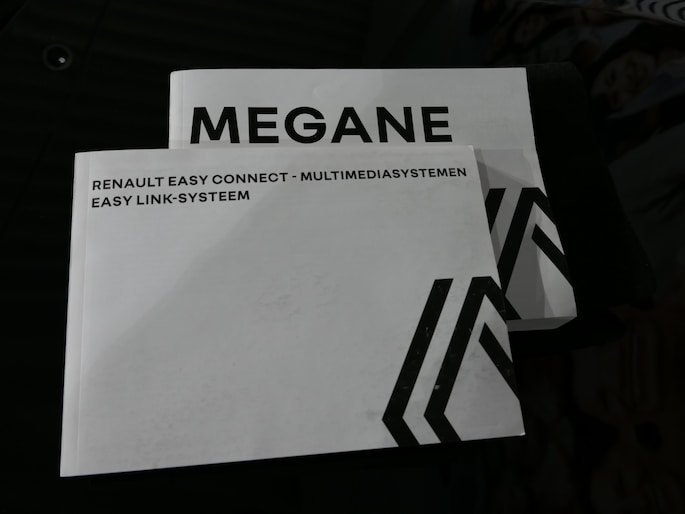 MEGANE
RENAULT EASY CONNECT - MULTIMEDIASYSTEMEN
EASY LINK-SYSTEEM